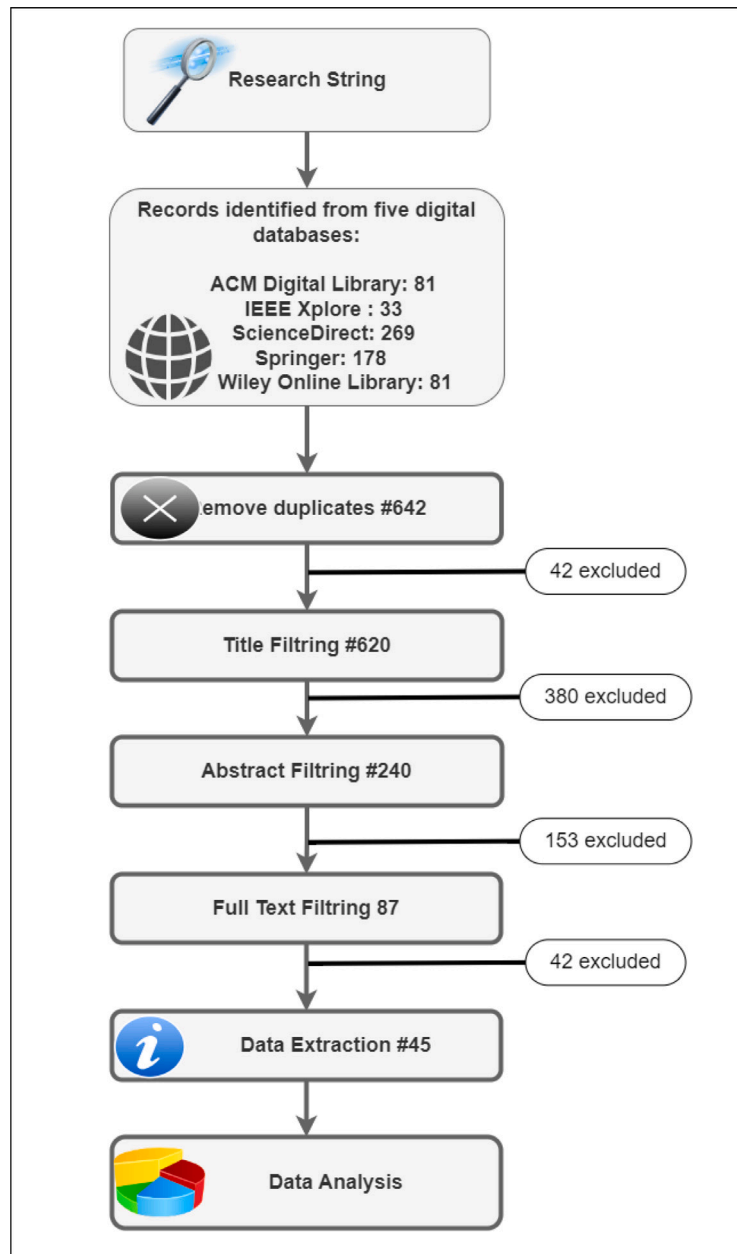 Research String
Records identified from five digital
databases:
ACM Digital Library: 81
IEEE Xplore : 33
ScienceDirect: 269
Springer: 178
Wiley Online Library: 81
emove duplicates #642
42 excluded
Title Filtring #620
380 excluded
Abstract Filtring #240
153 excluded
Full Text Filtring 87
42 excluded
Data Extraction #45
Data Analysis